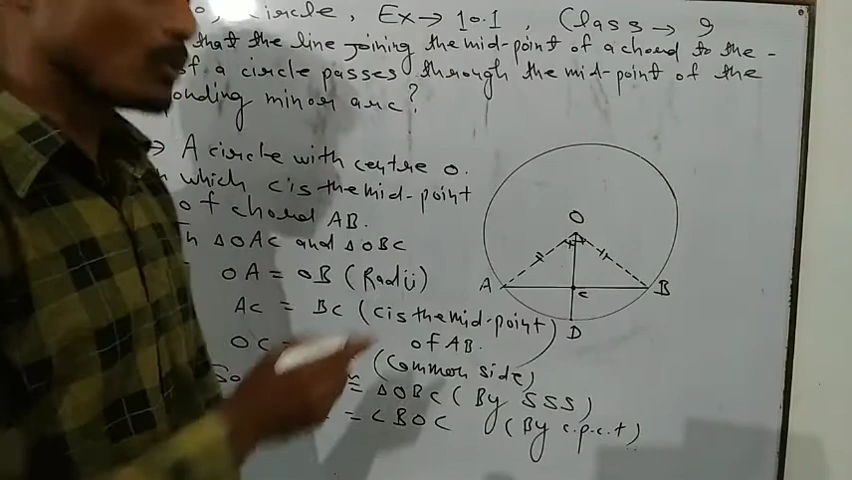 Circle, Ex → 10.1, Class → 9
that the line joining the mid-point of a chord to the -
of a circle passes through the mid-point of the
onding minor arc?
→ A circle with centre O.
which C is the mid-point
of chord AB.
∆OAC and ∆OBC
OA = OB (Radii)
AC = BC (C is the mid-point)
of AB.
OC =
(Common side)
So
≅ ∆OBC (By SSS)
= ∠BOC (By c.p.c.t)
O
A
C
B
D